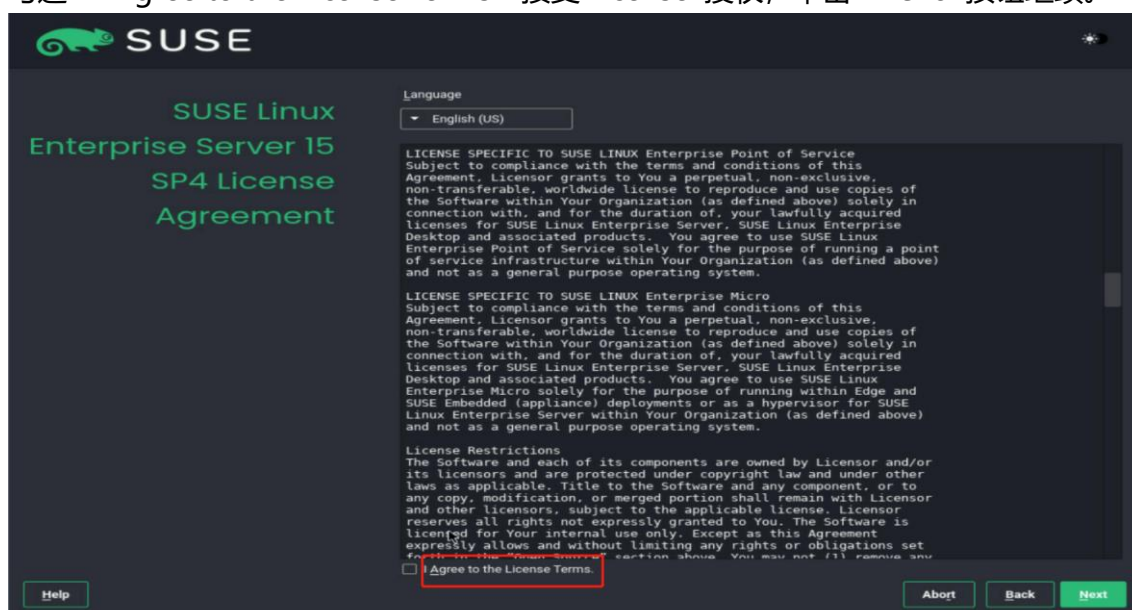 SUSE
SUSE Linux
Enterprise Server 15
SP4 License
Agreement
Language
English (US)
LICENSE SPECIFIC TO SUSE LINUX Enterprise Point of Service
Subject to compliance with the terms and conditions of this
Agreement, Licensor grants to You a perpetual, non-exclusive,
non-transferable, worldwide license to reproduce and use copies of
the Software within Your Organization (as defined above) solely in
connection with, and for the duration of, your lawfully acquired
licenses for SUSE Linux Enterprise Server, SUSE Linux Enterprise
Desktop and associated products. You agree to use SUSE Linux
Enterprise Point of Service solely for the purpose of running a point
of service infrastructure within Your Organization (as defined above)
and not as a general purpose operating system.
LICENSE SPECIFIC TO SUSE LINUX Enterprise Micro
Subject to compliance with the terms and conditions of this
Agreement, Licensor grants to You a perpetual, non-exclusive,
non-transferable, worldwide license to reproduce and use copies of
the Software within Your Organization (as defined above) solely in
connection with, and for the duration of, your lawfully acquired
licenses for SUSE Linux Enterprise Server, SUSE Linux Enterprise
Desktop and associated products. You agree to use SUSE Linux
Enterprise Micro solely for the purpose of running within Edge and
SUSE Embedded (appliance) deployments or as a hypervisor for SUSE
Linux Enterprise Server within Your Organization (as defined above)
and not as a general purpose operating system.
License Restrictions
The Software and each of its components are owned by Licensor and/or
its licensors and are protected under copyright law and under other
laws as applicable. Title to the Software and any component, or to
any copy, modification, or merged portion shall remain with Licensor
and other licensors, subject to the applicable license. Licensor
reserves all rights not expressly granted to You. The Software is
licensed for Your internal use only. Except as this Agreement
expressly allows and without limiting any rights or obligations set
forth in the "Open Source" section above, You may not (1) remove any
I Agree to the License Terms.
Help
Abort
Back
Next